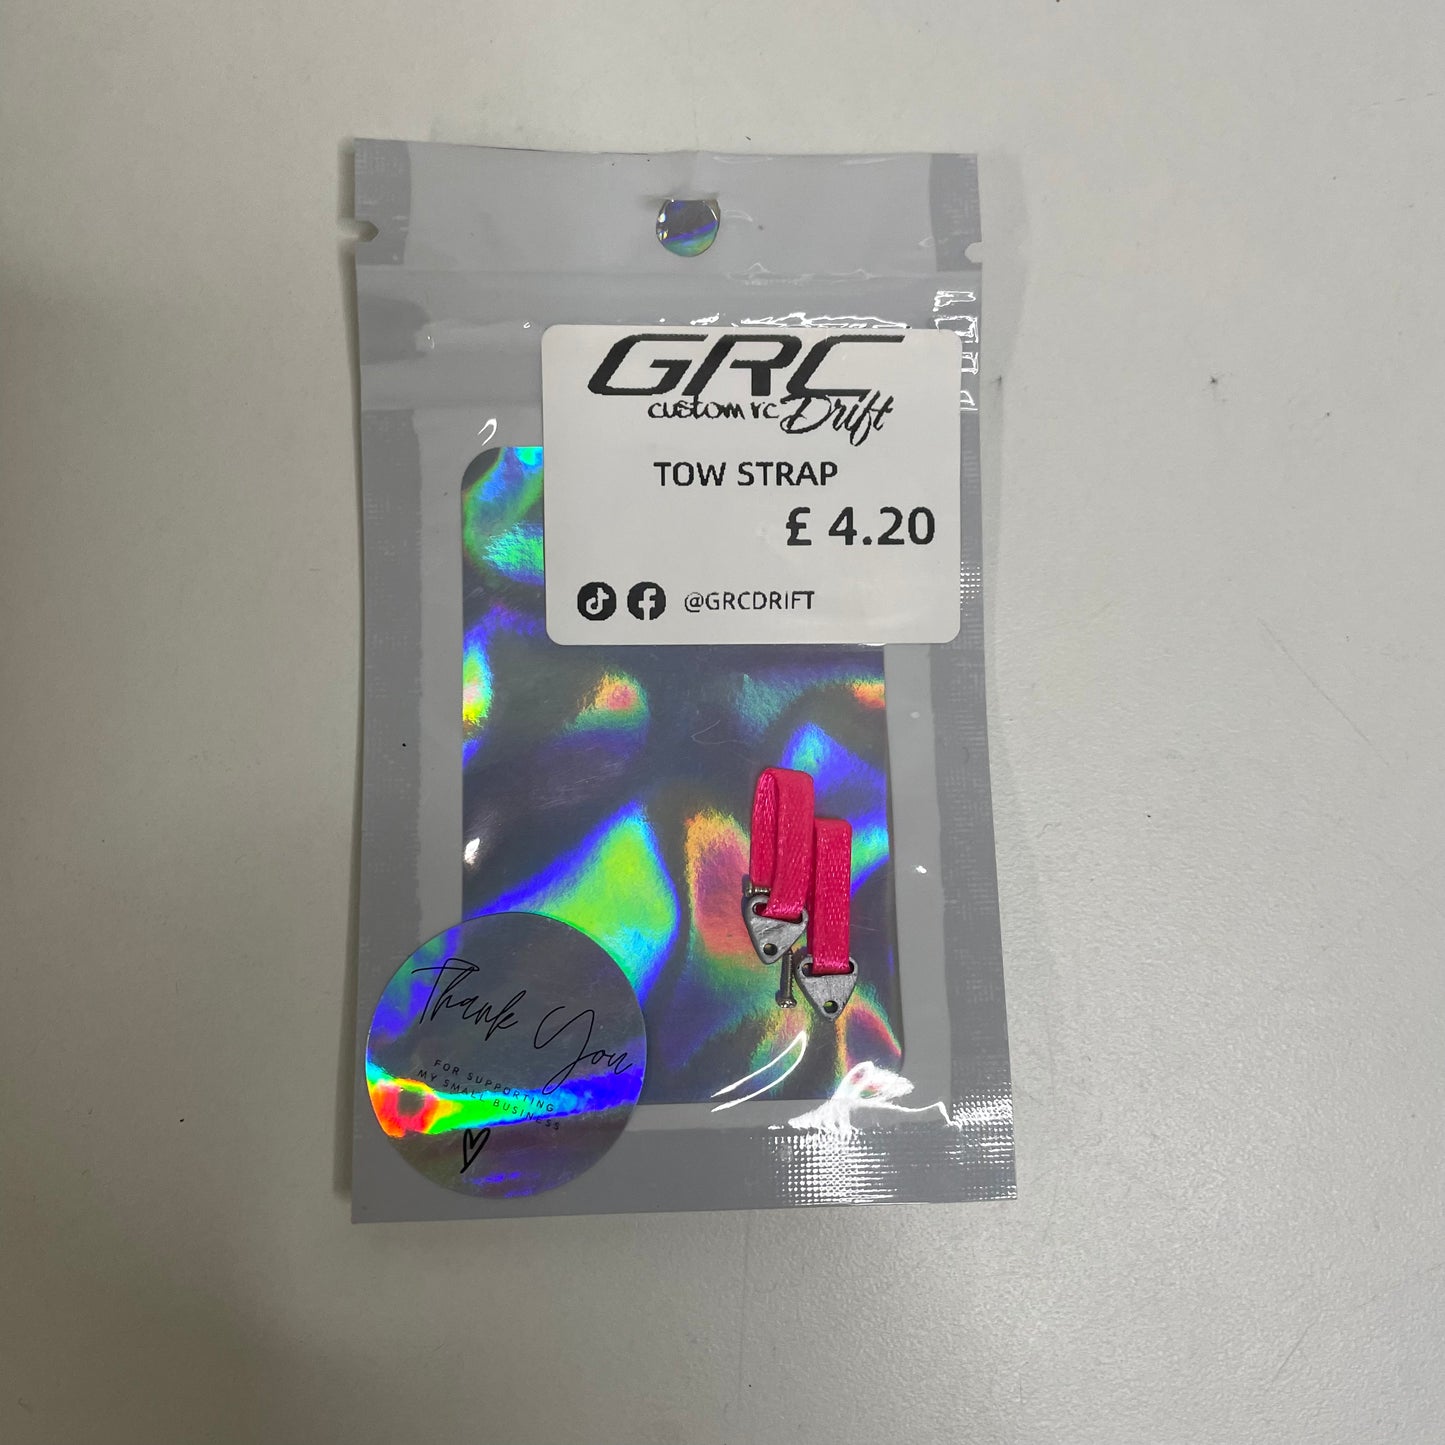 GRC
custom rc Drift
TOW STRAP
£ 4.20
@GRCDRIFT
Thank You
FOR SUPPORTING
MY SMALL BUSINESS